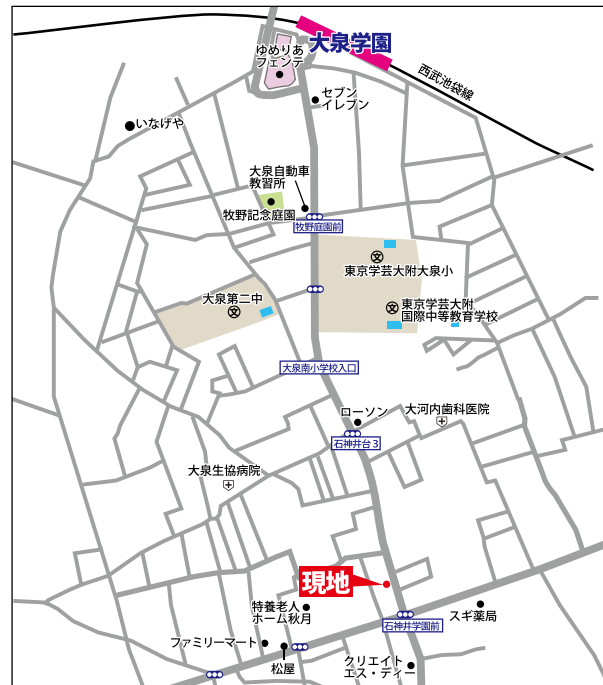 大泉学園
ゆめりあ
フェンテ
西武池袋線
セブン
イレブン
いなげや
大泉自動車
教習所
牧野記念庭園
牧野庭園前
文
東京学芸大附大泉小
大泉第二中
文
文
東京学芸大附
国際中等教育学校
大泉南小学校入口
ローソン
大河内歯科医院
石神井台3
大泉生協病院
現地
特養老人
ホーム秋月
スギ薬局
石神井学園前
ファミリーマート
松屋
クリエイト
エス・ディー